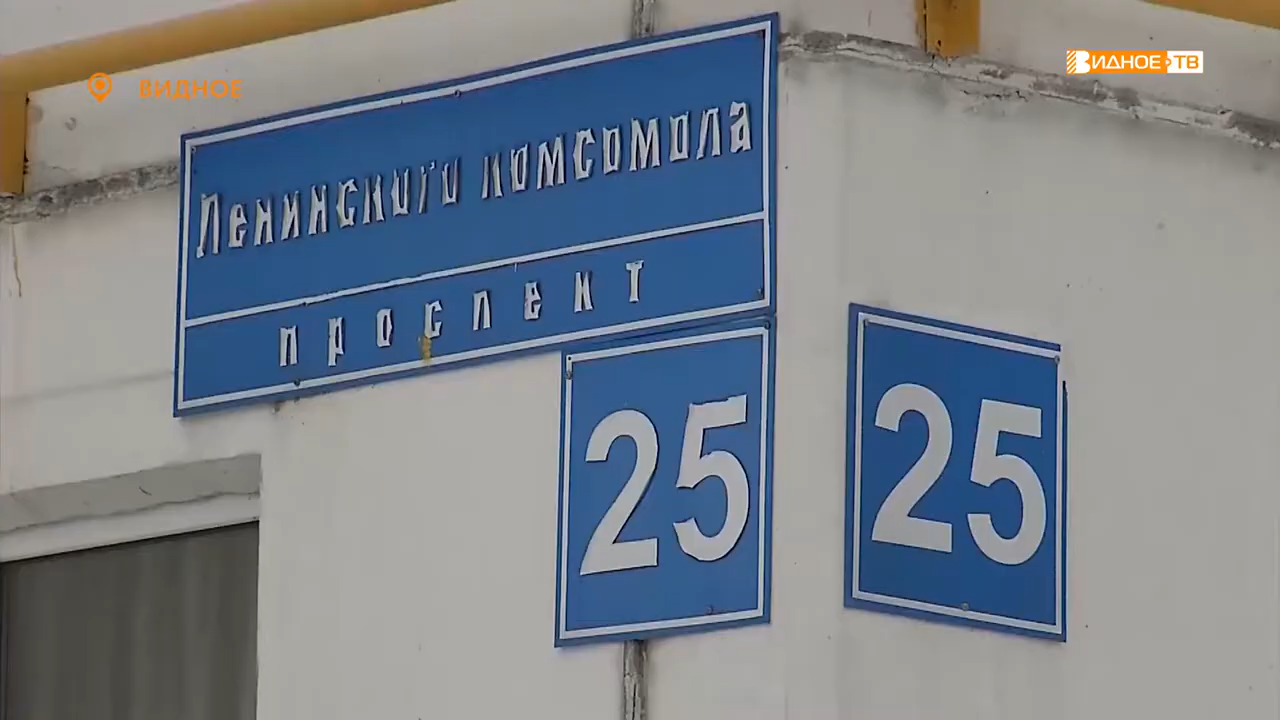 ВИДНОЕ
ВИДНОЕ ТВ
Ленинского комсомола
проспект
25
25